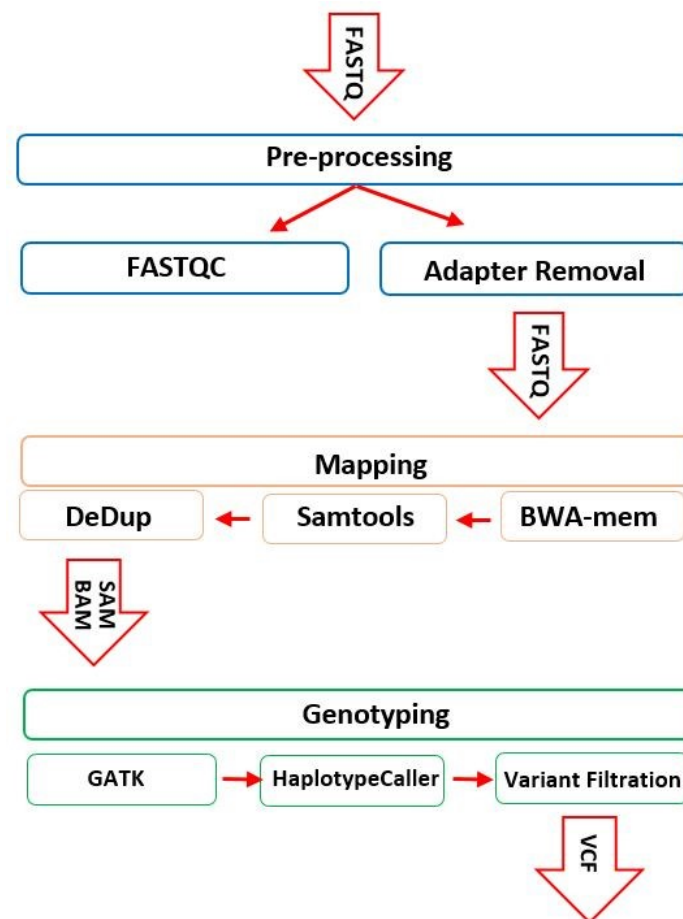 FASTQ
Pre-processing
FASTQC
Adapter Removal
FASTQ
Mapping
DeDup
Samtools
BWA-mem
SAM
BAM
Genotyping
GATK
HaplotypeCaller
Variant Filtration
VCF